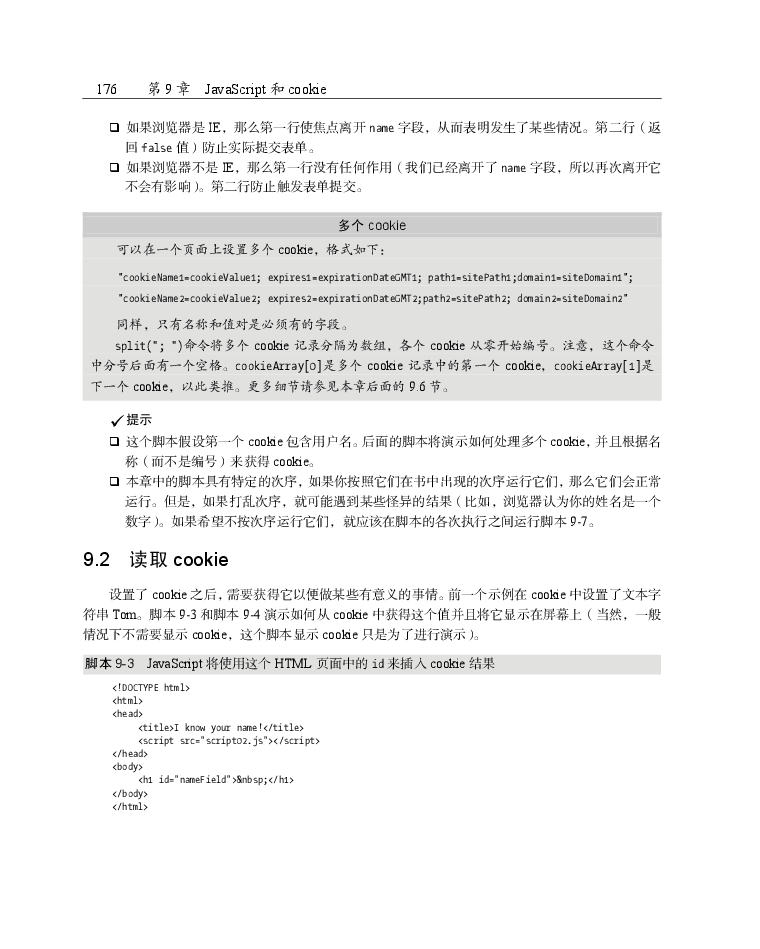 176 第 9 章 JavaScript 和 cookie
❑ 如果浏览器是 IE，那么第一行使焦点离开 name 字段，从而表明发生了某些情况。第二行（返
回 false 值）防止实际提交表单。
❑ 如果浏览器不是 IE，那么第一行没有任何作用（我们已经离开了 name 字段，所以再次离开它
不会有影响）。第二行防止触发表单提交。
多个 cookie
可以在一个页面上设置多个 cookie，格式如下：
"cookieName1=cookieValue1; expires1=expirationDateGMT1; path1=sitePath1;domain1=siteDomain1";
"cookieName2=cookieValue2; expires2=expirationDateGMT2;path2=sitePath2; domain2=siteDomain2"
同样，只有名称和值对是必须有的字段。
split("; ")命令将多个 cookie 记录分隔为数组，各个 cookie 从零开始编号。注意，这个命令
中分号后面有一个空格。cookieArray[0]是多个 cookie 记录中的第一个 cookie，cookieArray[1]是
下一个 cookie，以此类推。更多细节请参见本章后面的 9.6 节。
✓提示
❑ 这个脚本假设第一个 cookie 包含用户名。后面的脚本将演示如何处理多个 cookie，并且根据名
称（而不是编号）来获得 cookie。
❑ 本章中的脚本具有特定的次序，如果你按照它们在书中出现的次序运行它们，那么它们会正常
运行。但是，如果打乱次序，就可能遇到某些怪异的结果（比如，浏览器认为你的姓名是一个
数字）。如果希望不按次序运行它们，就应该在脚本的各次执行之间运行脚本 9-7。
9.2 读取 cookie
设置了 cookie 之后，需要获得它以便做某些有意义的事情。前一个示例在 cookie 中设置了文本字
符串 Tom。脚本 9-3 和脚本 9-4 演示如何从 cookie 中获得这个值并且将它显示在屏幕上（当然，一般
情况下不需要显示 cookie，这个脚本显示 cookie 只是为了进行演示）。
脚本 9-3 JavaScript 将使用这个 HTML 页面中的 id 来插入 cookie 结果
<!DOCTYPE html>
<html>
<head>
<title>I know your name!</title>
<script src="script02.js"></script>
</head>
<body>
<h1 id="nameField">&nbsp;</h1>
</body>
</html>